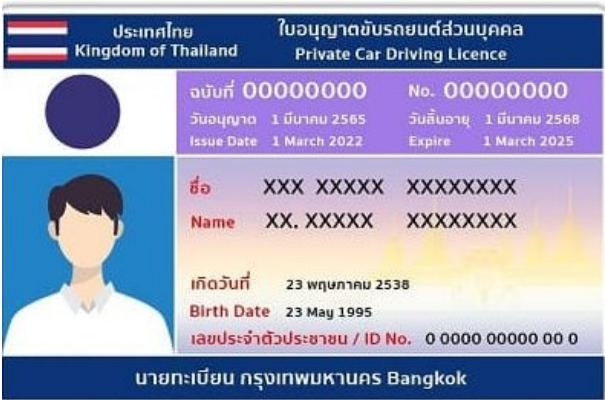 ประเทศไทย
Kingdom of Thailand
ใบอนุญาตขับรถยนต์ส่วนบุคคล
Private Car Driving Licence
ฉบับที่ 00000000 No. 00000000
วันอนุญาต 1 มีนาคม 2565 วันสิ้นอายุ 1 มีนาคม 2568
Issue Date 1 March 2022 Expire 1 March 2025
ชื่อ XXX XXXXX XXXXXXXX
Name XX. XXXXX XXXXXXXX
เกิดวันที่ 23 พฤษภาคม 2538
Birth Date 23 May 1995
เลขประจำตัวประชาชน / ID No. 0 0000 00000 00 0
นายทะเบียน กรุงเทพมหานคร Bangkok